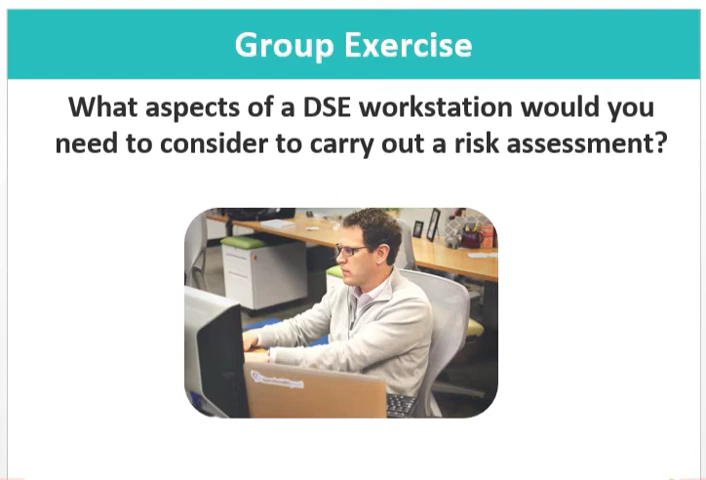 Group Exercise
What aspects of a DSE workstation would you
need to consider to carry out a risk assessment?